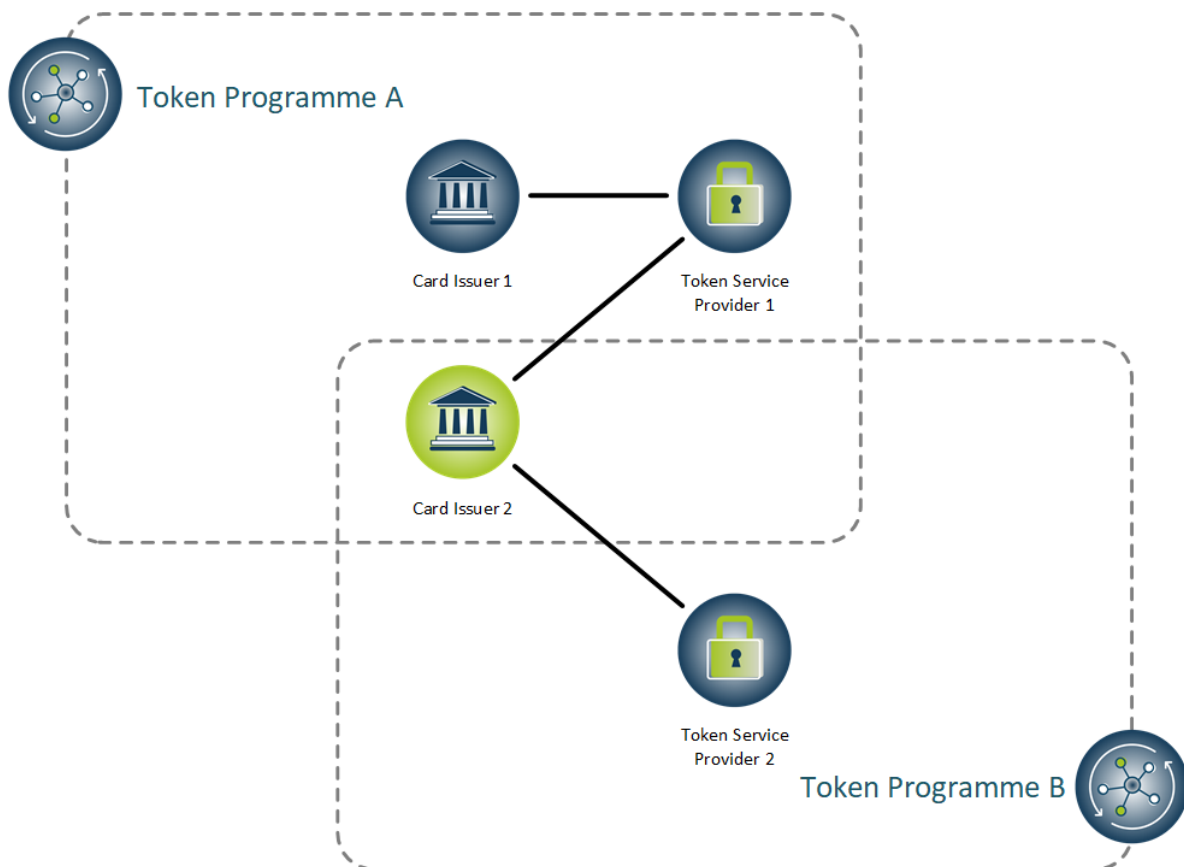 Token Programme A
Card Issuer 1
Token Service
Provider 1
Card Issuer 2
Token Service
Provider 2
Token Programme B